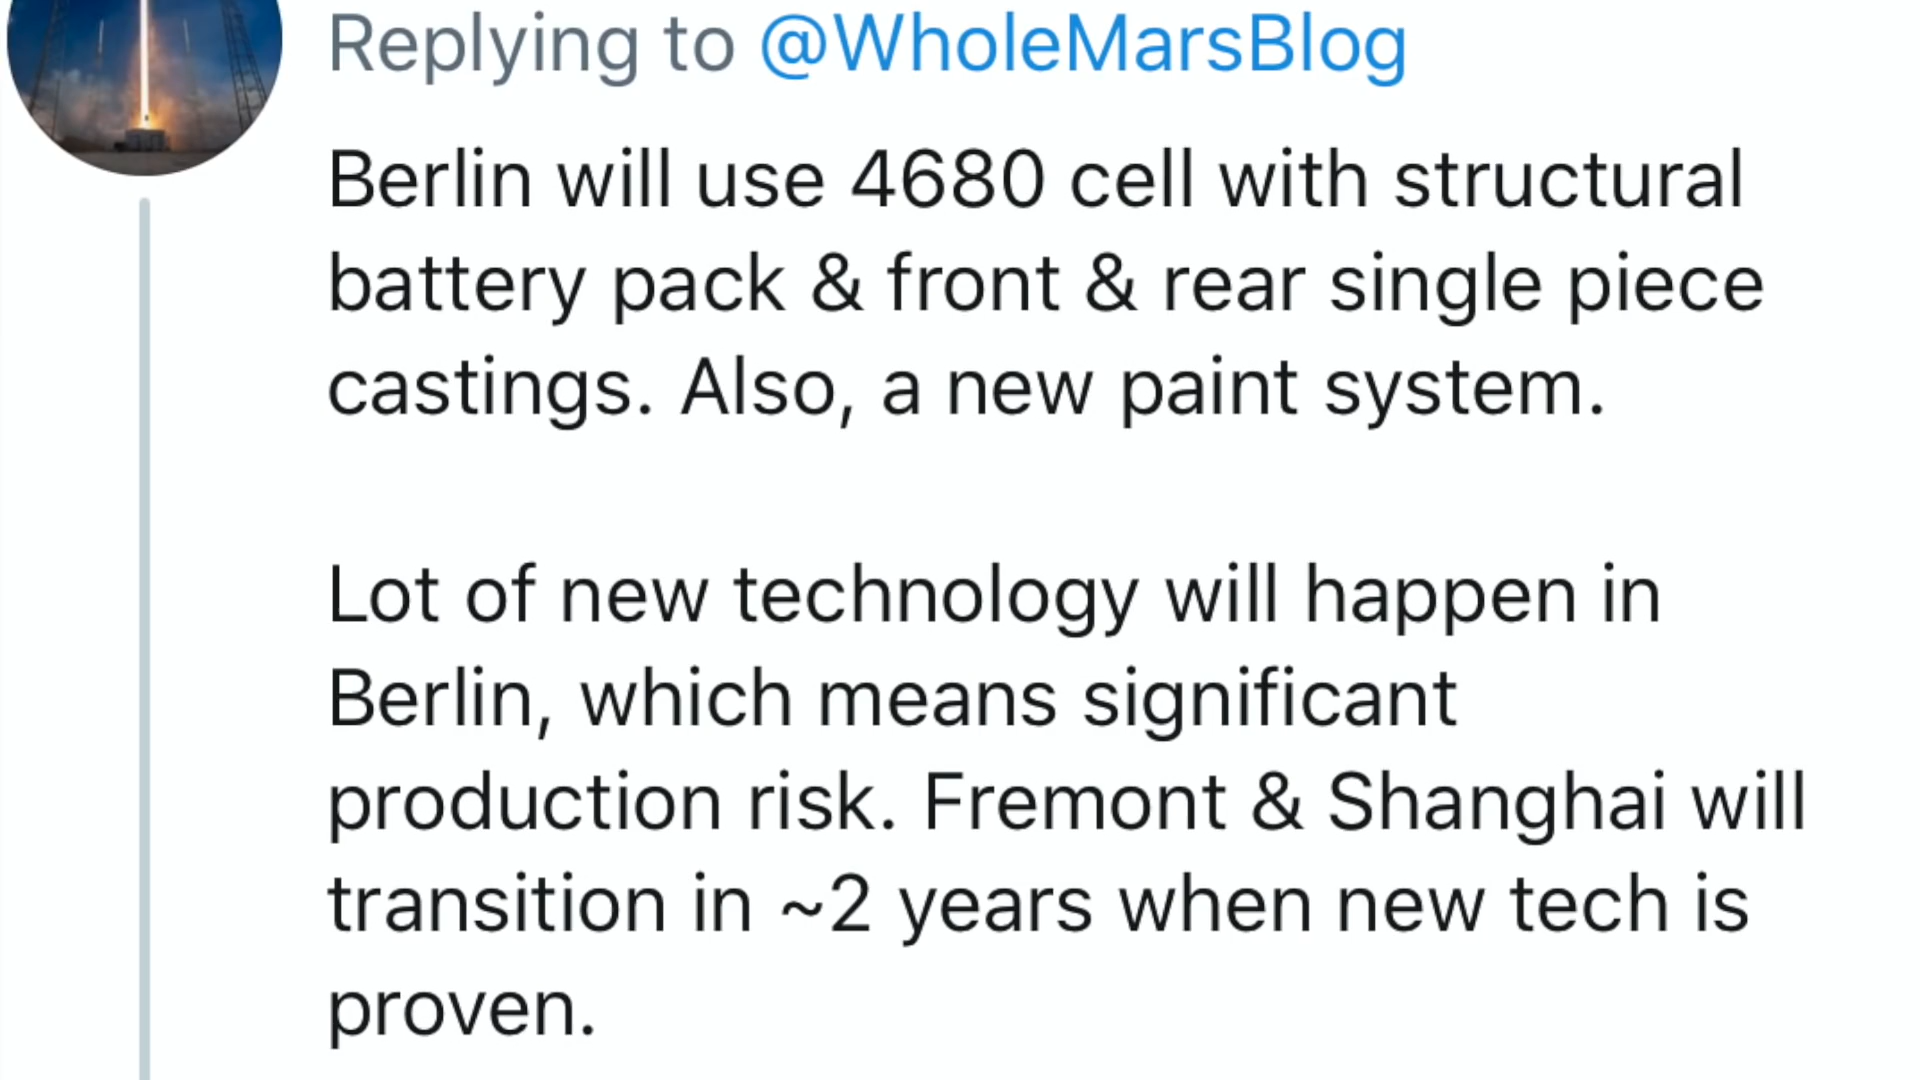 Replying to @WholeMarsBlog
Berlin will use 4680 cell with structural
battery pack & front & rear single piece
castings. Also, a new paint system.
Lot of new technology will happen in
Berlin, which means significant
production risk. Fremont & Shanghai will
transition in ~2 years when new tech is
proven.